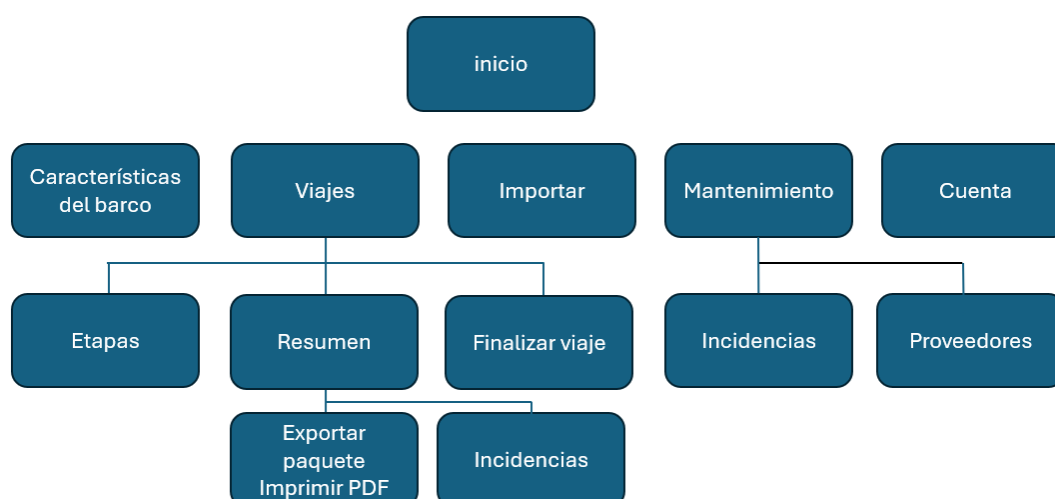 inicio
Características
del barco
Viajes
Importar
Mantenimiento
Cuenta
Etapas
Resumen
Finalizar viaje
Incidencias
Proveedores
Exportar
paquete
Imprimir PDF
Incidencias